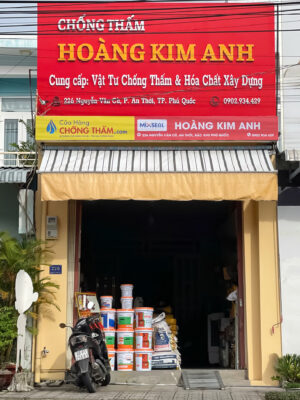 CHỐNG THẤM
HOÀNG KIM ANH
Cung cấp: Vật Tư Chống Thấm & Hóa Chất Xây Dựng
226 Nguyễn Văn Cừ, P. An Thới, TP. Phú Quốc
0902.934.429
Cửa Hàng
CHỐNG THẤM.com
HOÀNG KIM ANH